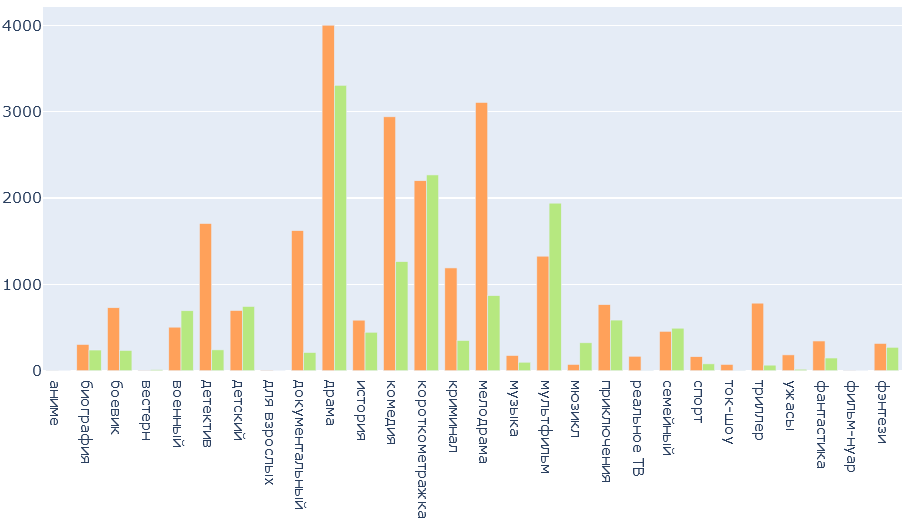 4000
3000
2000
1000
0
аниме
биография
боевик
вестерн
военный
детектив
детский
для взрослых
документальный
драма
история
комедия
короткометражка
криминал
мелодрама
музыка
мультфильм
мюзикл
приключения
реальное ТВ
семейный
спорт
ток-шоу
триллер
ужасы
фантастика
фильм-нуар
фэнтези